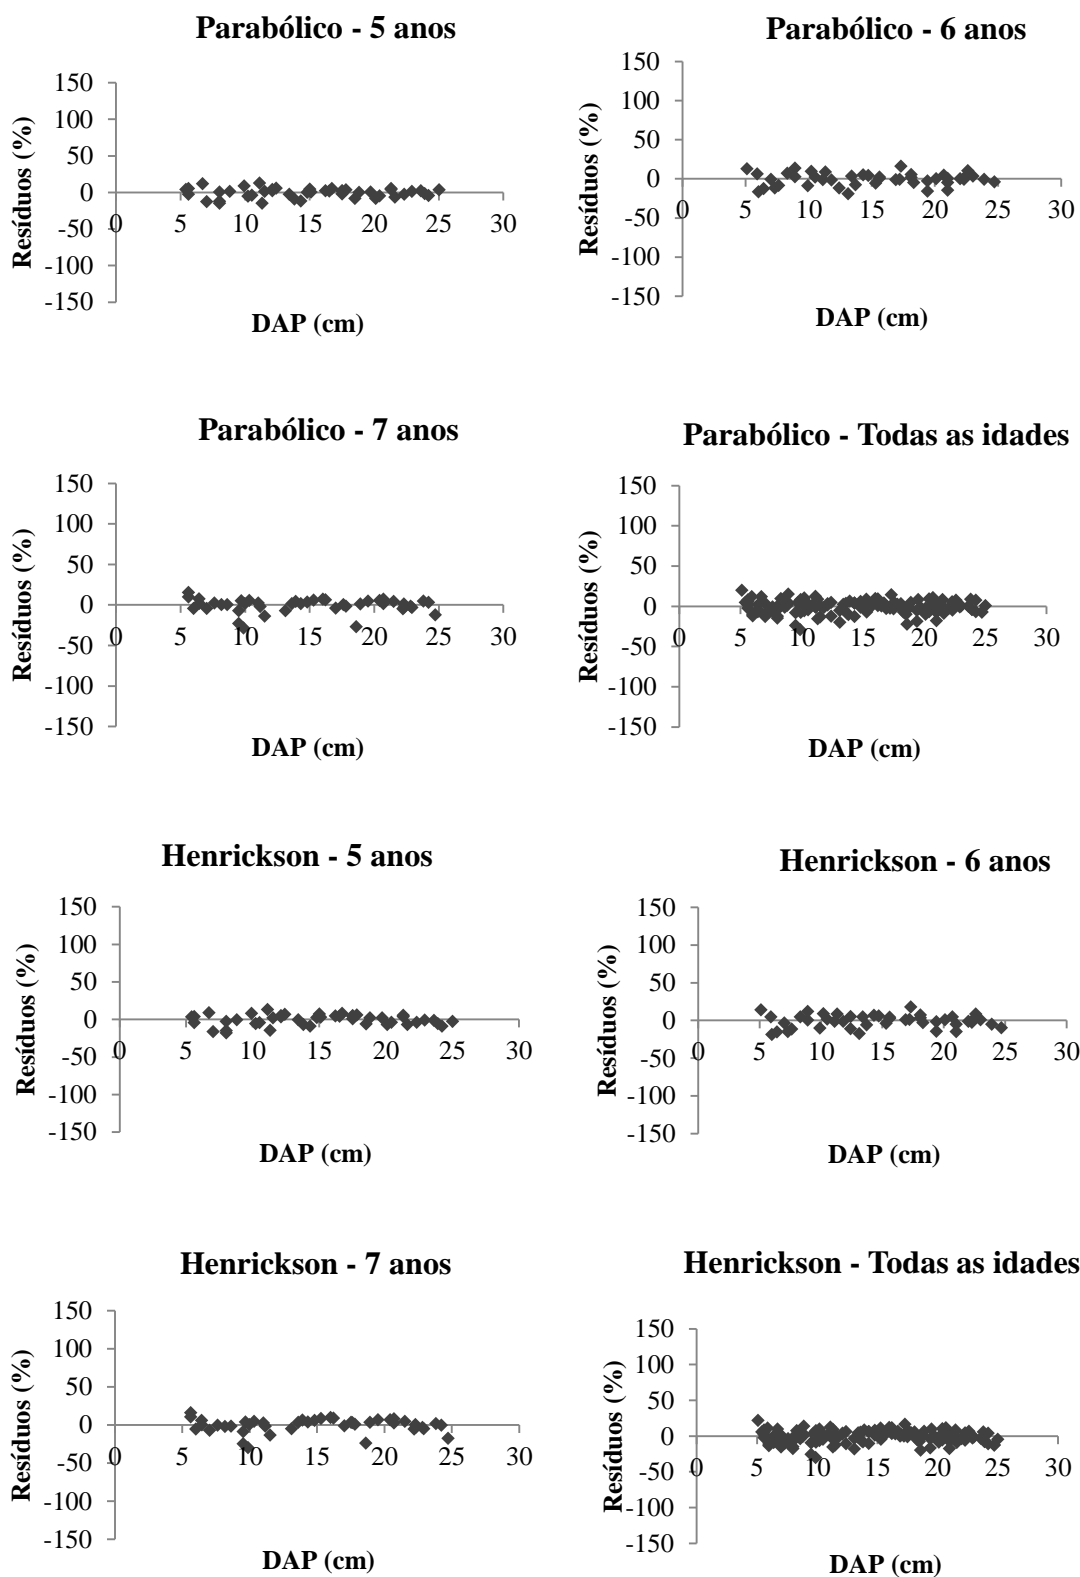 Parabólico - 5 anos
150
100
50
0
-50
-100
-150
0 5 10 15 20 25 30
Resíduos (%)
DAP (cm)
Parabólico - 6 anos
150
100
50
0
-50
-100
-150
0 5 10 15 20 25 30
Resíduos (%)
DAP (cm)
Parabólico - 7 anos
150
100
50
0
-50
-100
-150
0 5 10 15 20 25 30
Resíduos (%)
DAP (cm)
Parabólico - Todas as idades
150
100
50
0
-50
-100
-150
0 5 10 15 20 25 30
Resíduos (%)
DAP (cm)
Henrickson - 5 anos
150
100
50
0
-50
-100
-150
0 5 10 15 20 25 30
Resíduos (%)
DAP (cm)
Henrickson - 6 anos
150
100
50
0
-50
-100
-150
0 5 10 15 20 25 30
Resíduos (%)
DAP (cm)
Henrickson - 7 anos
150
100
50
0
-50
-100
-150
0 5 10 15 20 25 30
Resíduos (%)
DAP (cm)
Henrickson - Todas as idades
150
100
50
0
-50
-100
-150
0 5 10 15 20 25 30
Resíduos (%)
DAP (cm)